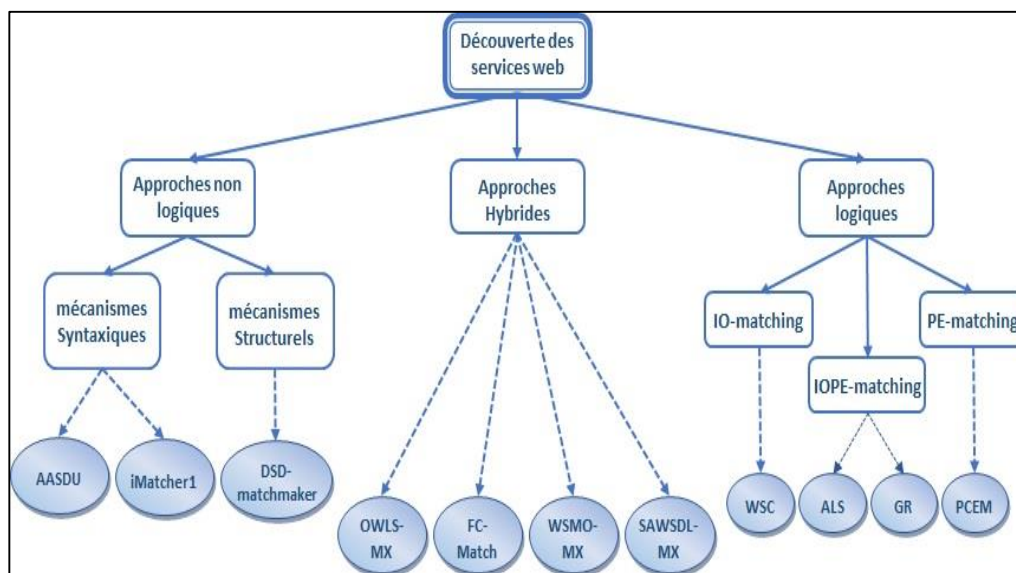 Découverte des
services web
Approches non
logiques
Approches
Hybrides
Approches
logiques
mécanismes
Syntaxiques
mécanismes
Structurels
IO-matching
PE-matching
IOPE-matching
AASDU
iMatcher1
DSD-
matchmaker
OWLS-
MX
FC-
Match
WSMO-
MX
SAWSDL-
MX
WSC
ALS
GR
PCEM